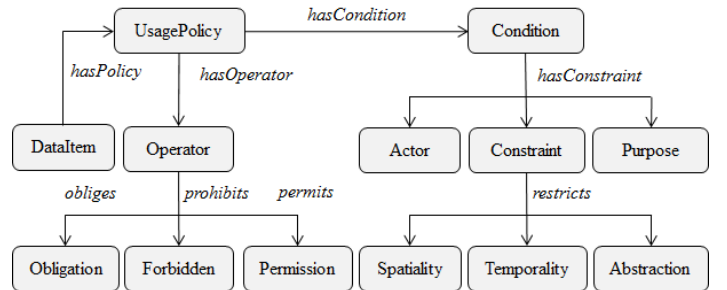 hasCondition
UsagePolicy
Condition
hasPolicy
hasOperator
hasConstraint
DataItem
Operator
Actor
Constraint
Purpose
obliges
prohibits
permits
restricts
Obligation
Forbidden
Permission
Spatiality
Temporality
Abstraction